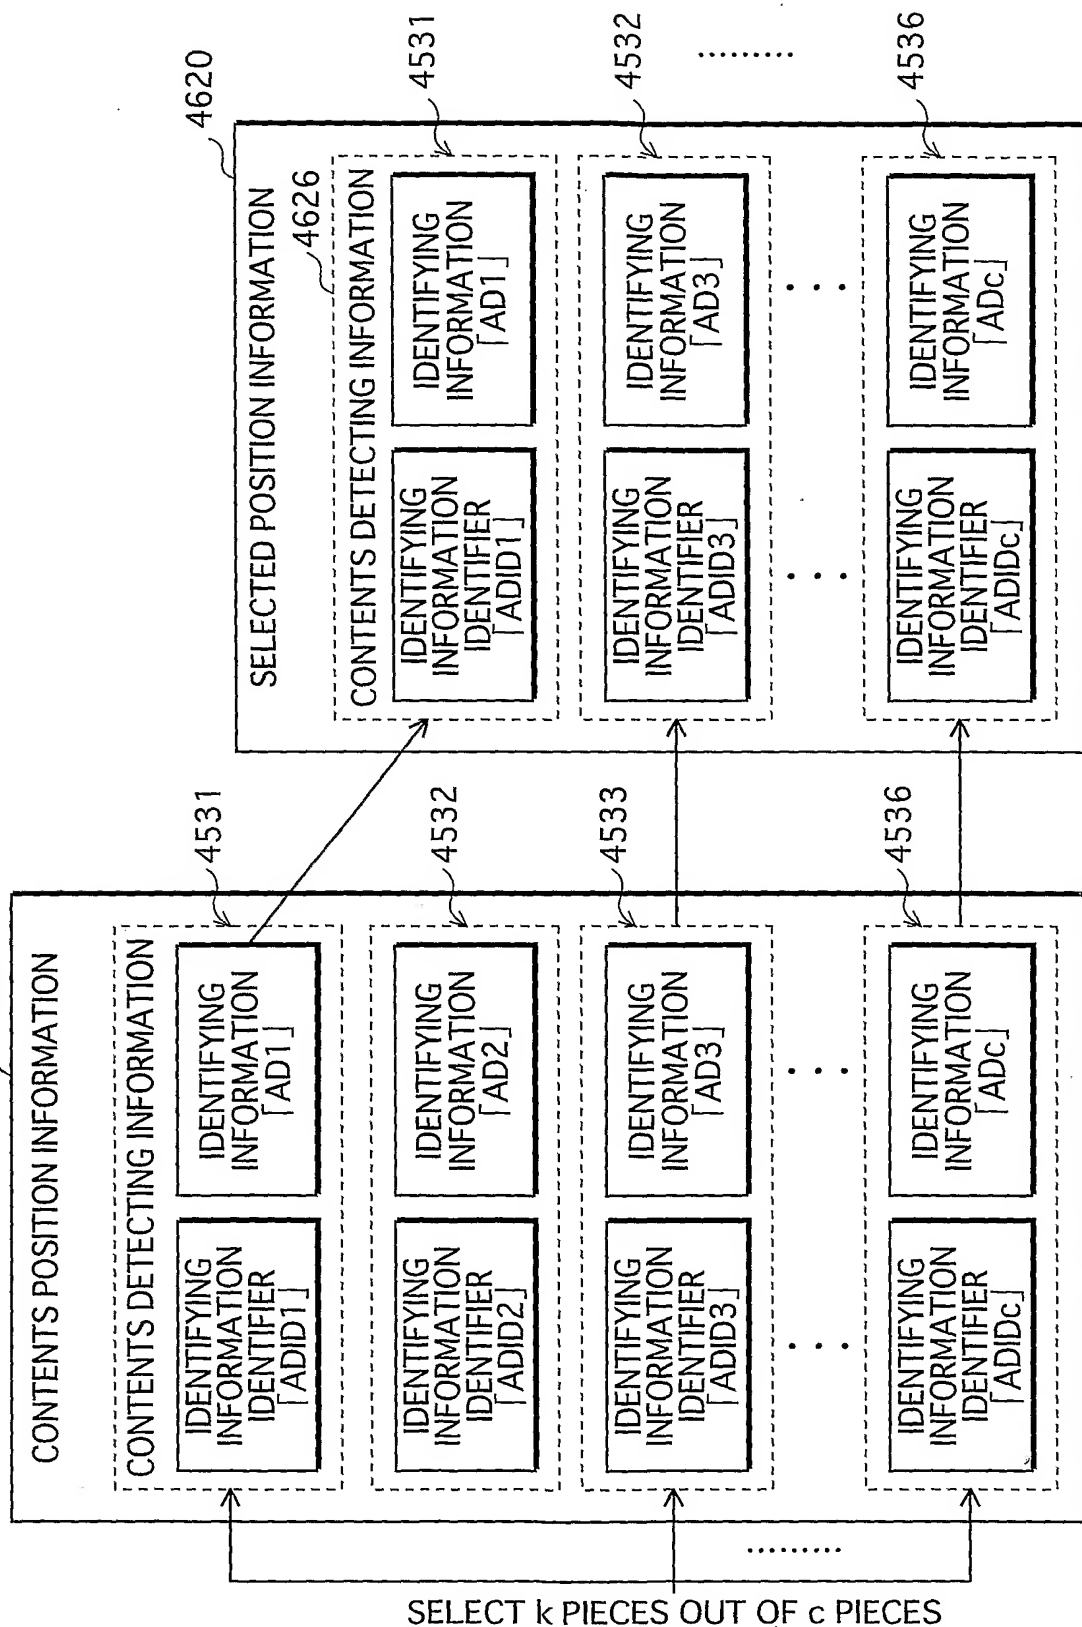 CONTENTS POSITION INFORMATION
CONTENTS DETECTING INFORMATION
4531
IDENTIFYING
INFORMATION
IDENTIFIER
「ADID1」
IDENTIFYING
INFORMATION
「AD1」
4532
IDENTIFYING
INFORMATION
IDENTIFIER
「ADID2」
IDENTIFYING
INFORMATION
「AD2」
4533
IDENTIFYING
INFORMATION
IDENTIFIER
「ADID3」
IDENTIFYING
INFORMATION
「AD3」
4536
IDENTIFYING
INFORMATION
IDENTIFIER
「ADIDc」
IDENTIFYING
INFORMATION
「ADc」
SELECT k PIECES OUT OF c PIECES
4620
SELECTED POSITION INFORMATION
4626
CONTENTS DETECTING INFORMATION
4531
IDENTIFYING
INFORMATION
IDENTIFIER
「ADID1」
IDENTIFYING
INFORMATION
「AD1」
4532
IDENTIFYING
INFORMATION
IDENTIFIER
「ADID3」
IDENTIFYING
INFORMATION
「AD3」
4536
IDENTIFYING
INFORMATION
IDENTIFIER
「ADIDc」
IDENTIFYING
INFORMATION
「ADc」